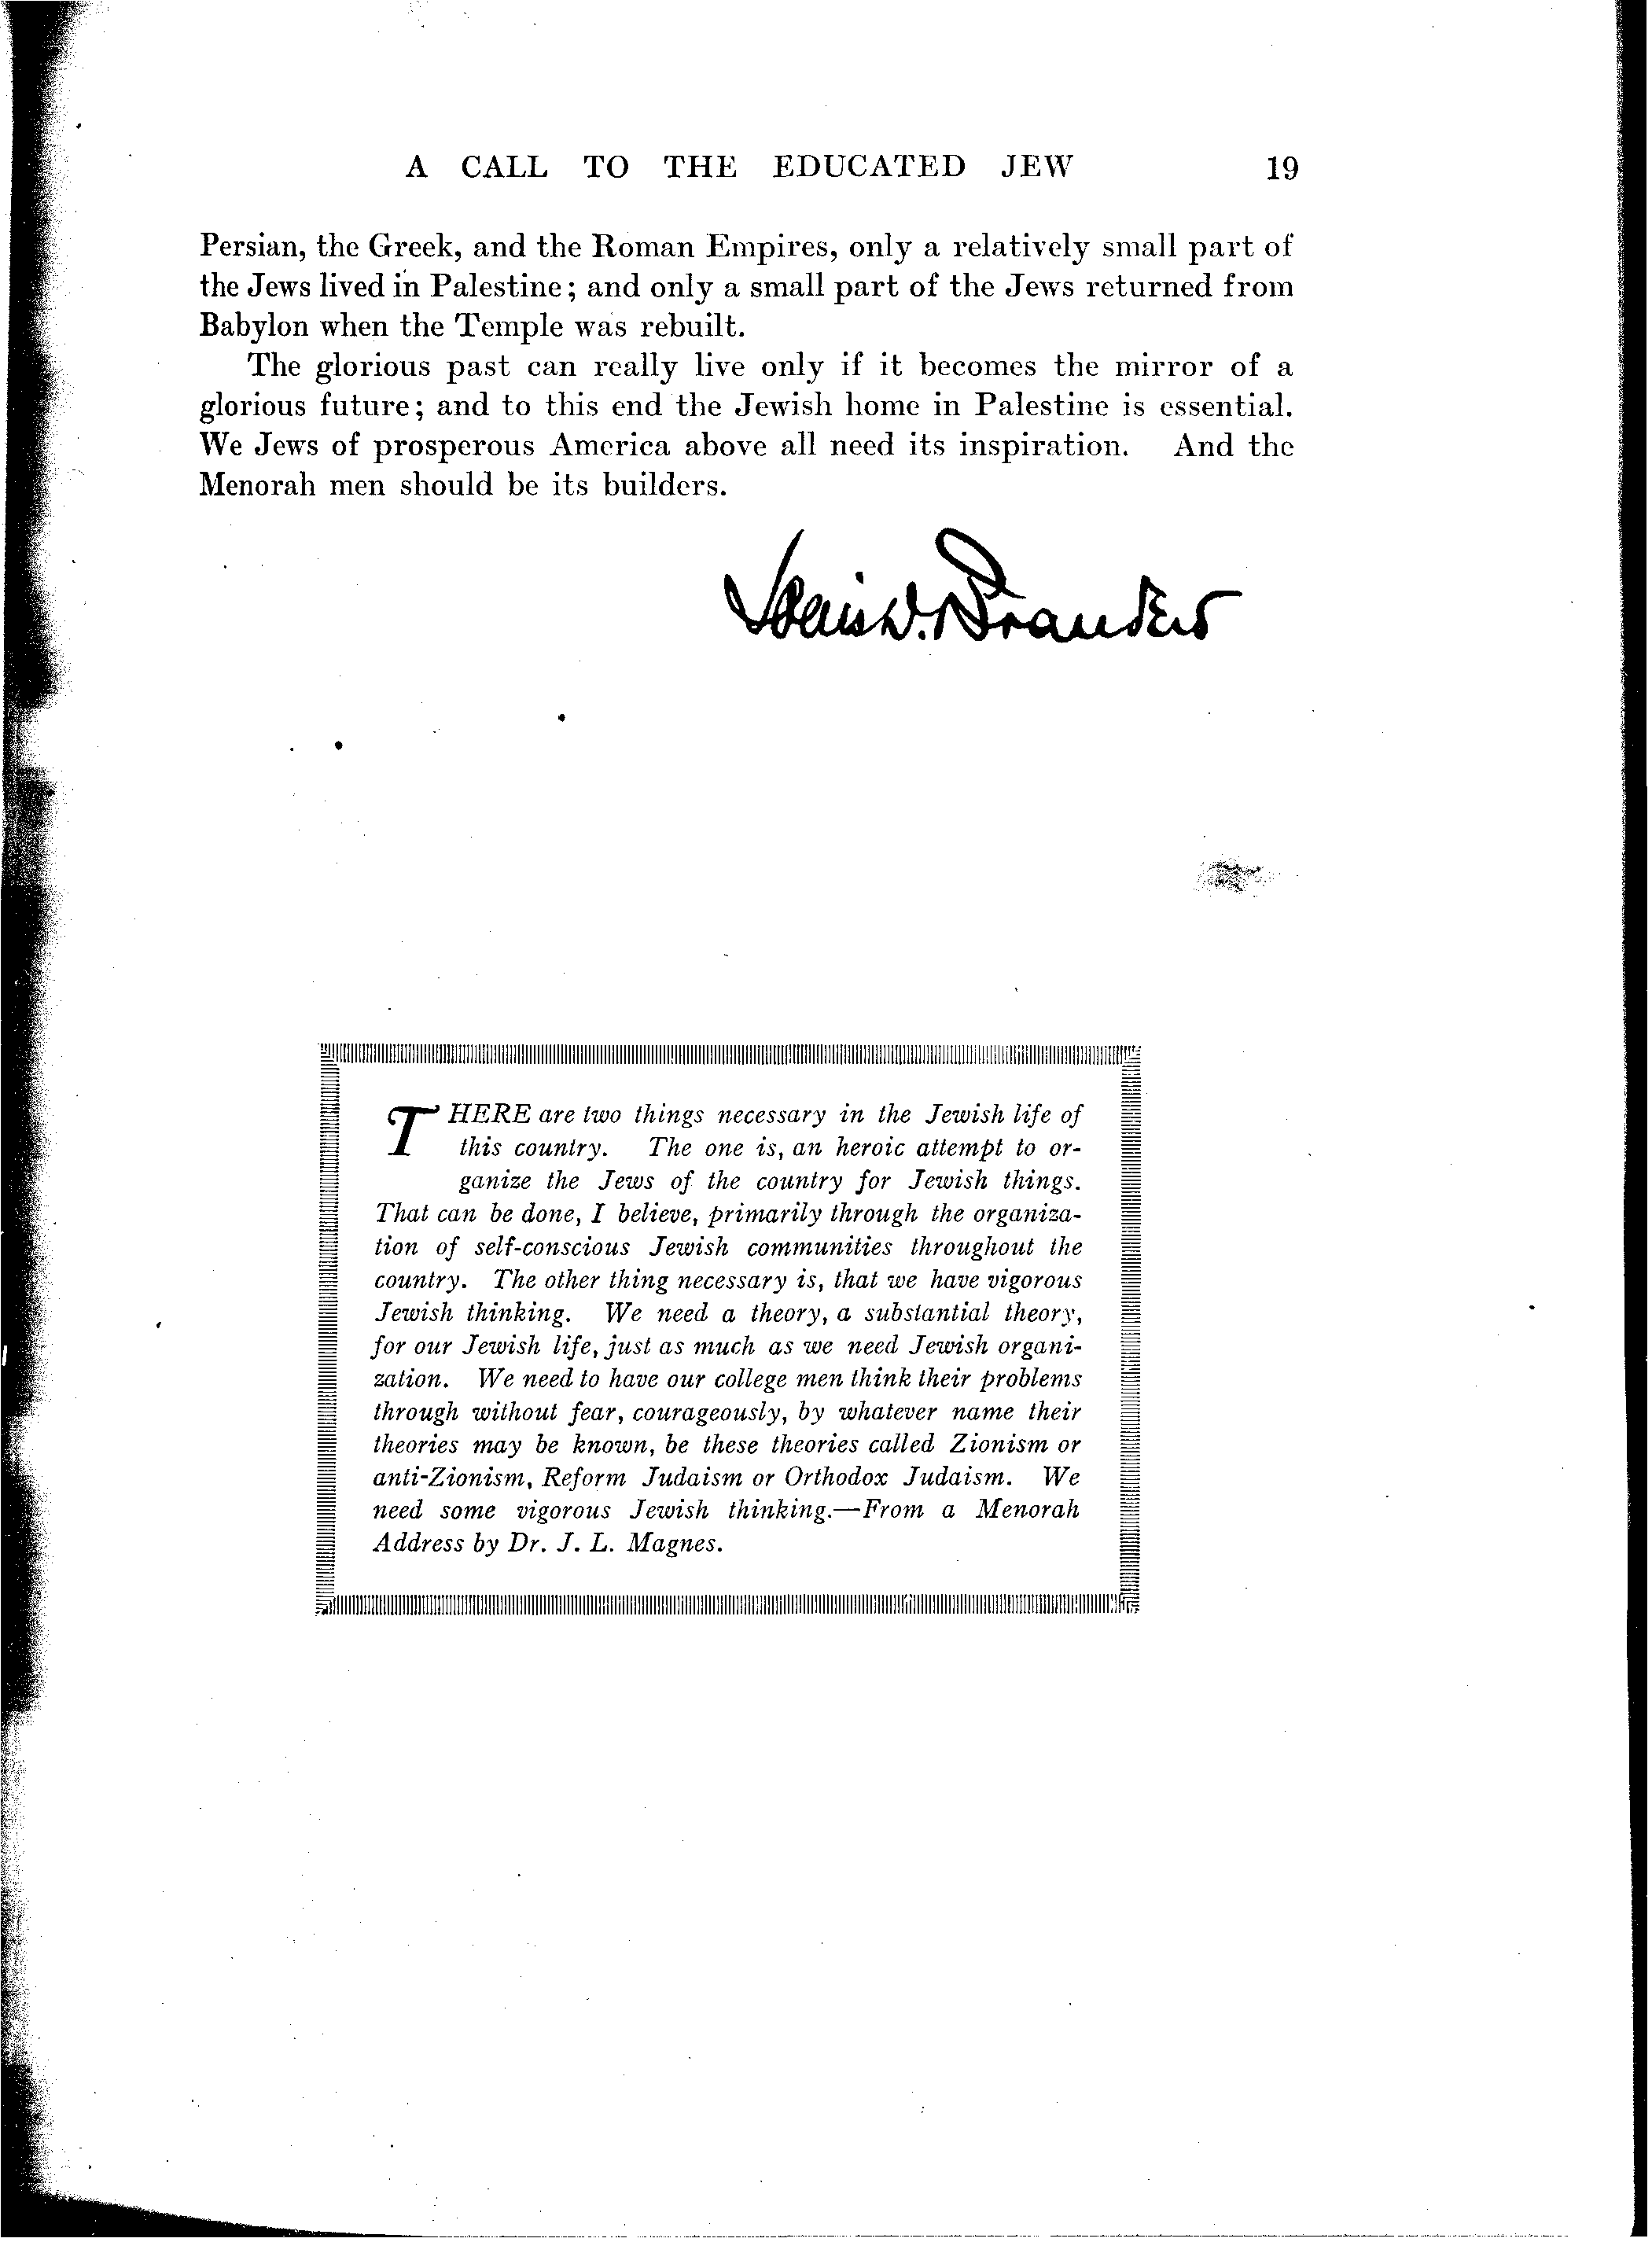 A CALL TO THE EDUCATED JEW 19
Persian, the Greek, and the Roman Empires, only a relatively small part of
the Jews lived in Palestine; and only a small part of the Jews returned from
Babylon when the Temple was rebuilt.
The glorious past can really live only if it becomes the mirror of a
glorious future; and to this end the Jewish home in Palestine is essential.
We Jews of prosperous America above all need its inspiration. And the
Menorah men should be its builders.
Louis D. Brandeis
THERE are two things necessary in the Jewish life of
this country. The one is, an heroic attempt to or-
ganize the Jews of the country for Jewish things.
That can be done, I believe, primarily through the organiza-
tion of self-conscious Jewish communities throughout the
country. The other thing necessary is, that we have vigorous
Jewish thinking. We need a theory, a substantial theory,
for our Jewish life, just as much as we need Jewish organi-
zation. We need to have our college men think their problems
through without fear, courageously, by whatever name their
theories may be known, be these theories called Zionism or
anti-Zionism, Reform Judaism or Orthodox Judaism. We
need some vigorous Jewish thinking.—From a Menorah
Address by Dr. J. L. Magnes.